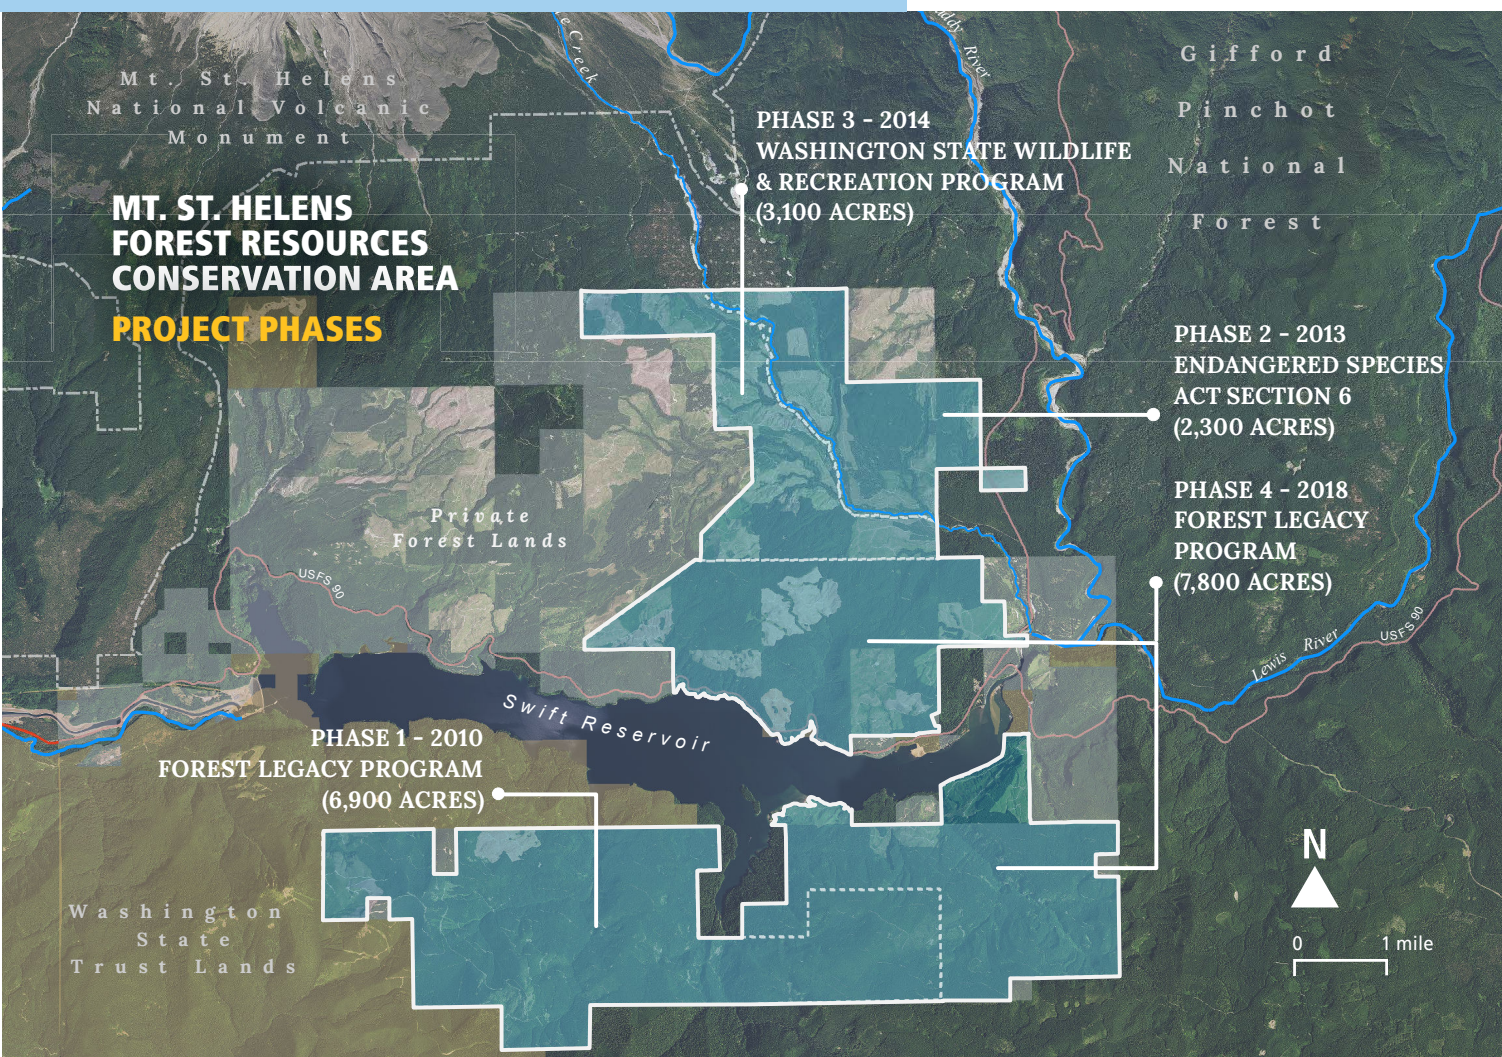 Mt. St. Helens
National Volcanic
Monument
MT. ST. HELENS
FOREST RESOURCES
CONSERVATION AREA
PROJECT PHASES
e Creek
uddy River
Gifford
Pinchot
National
Forest
PHASE 3 - 2014
WASHINGTON STATE WILDLIFE
& RECREATION PROGRAM
(3,100 ACRES)
PHASE 2 - 2013
ENDANGERED SPECIES
ACT SECTION 6
(2,300 ACRES)
PHASE 4 - 2018
FOREST LEGACY
PROGRAM
(7,800 ACRES)
Private
Forest Lands
USFS 90
USFS 90
Lewis River
Swift Reservoir
PHASE 1 - 2010
FOREST LEGACY PROGRAM
(6,900 ACRES)
Washington
State
Trust Lands
N
0 1 mile